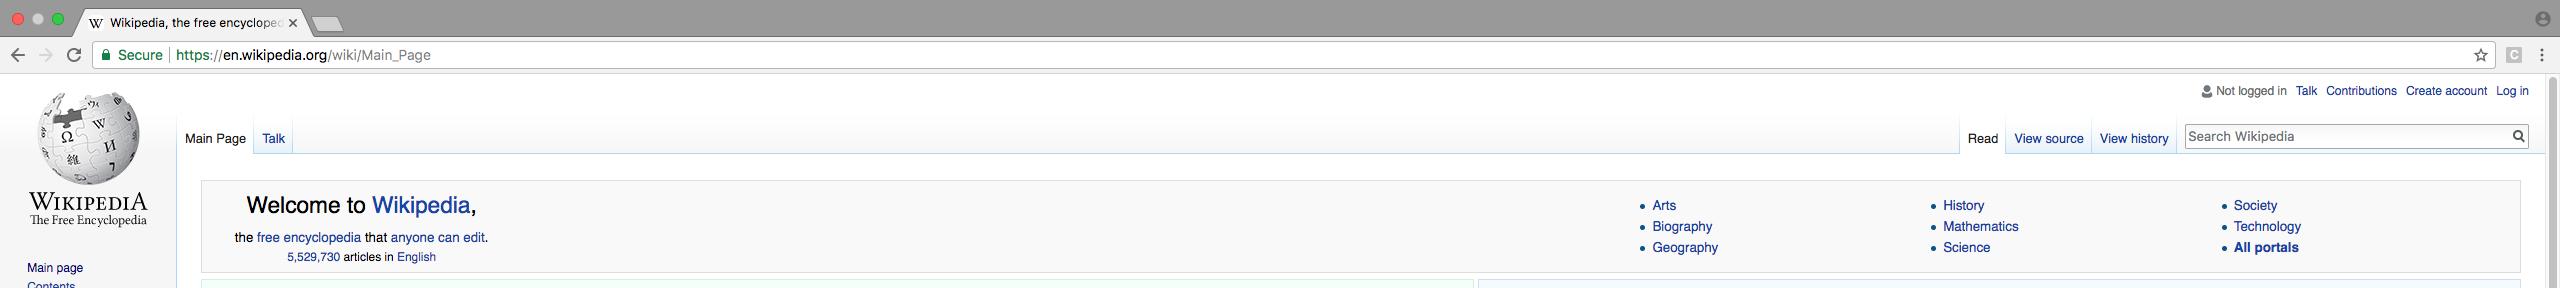 Wikipedia, the free encycloped
Secure https://en.wikipedia.org/wiki/Main_Page
Not logged in Talk Contributions Create account Log in
Main Page Talk Read View source View history Search Wikipedia
WIKIPEDIA
The Free Encyclopedia
Welcome to Wikipedia,
the free encyclopedia that anyone can edit.
5,529,730 articles in English
Arts
Biography
Geography
History
Mathematics
Science
Society
Technology
All portals
Main page
Contents